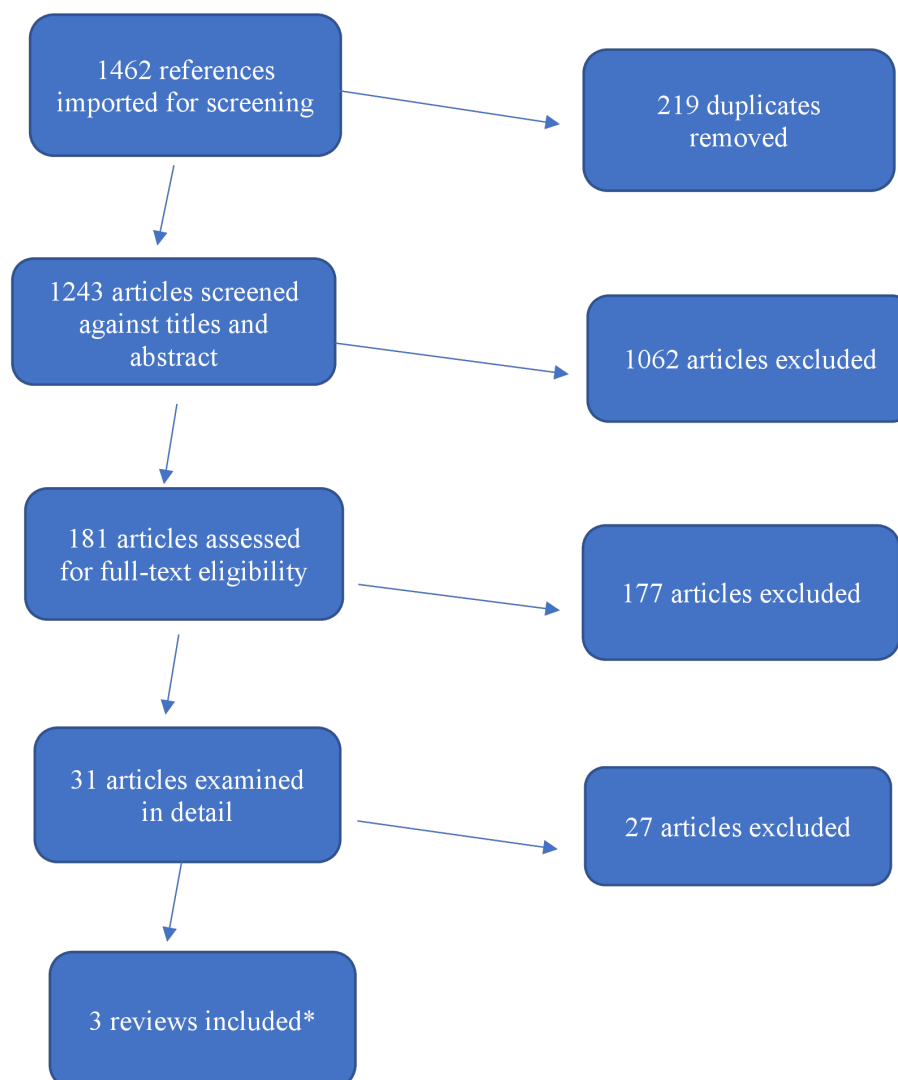 1462 references
imported for screening
219 duplicates
removed
1243 articles screened
against titles and
abstract
1062 articles excluded
181 articles assessed
for full-text eligibility
177 articles excluded
31 articles examined
in detail
27 articles excluded
3 reviews included*